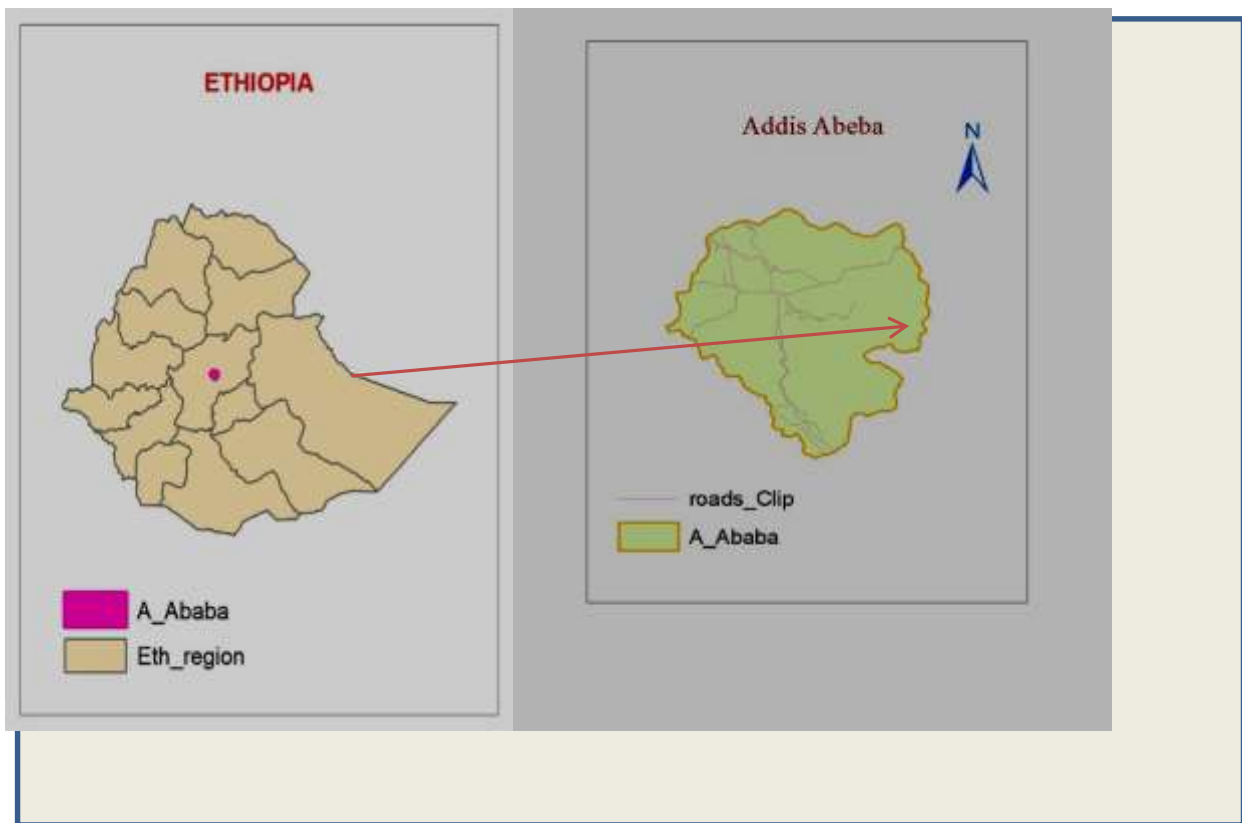 ETHIOPIA
A_Ababa
Eth_region
Addis Abeba
N
roads_Clip
A_Ababa